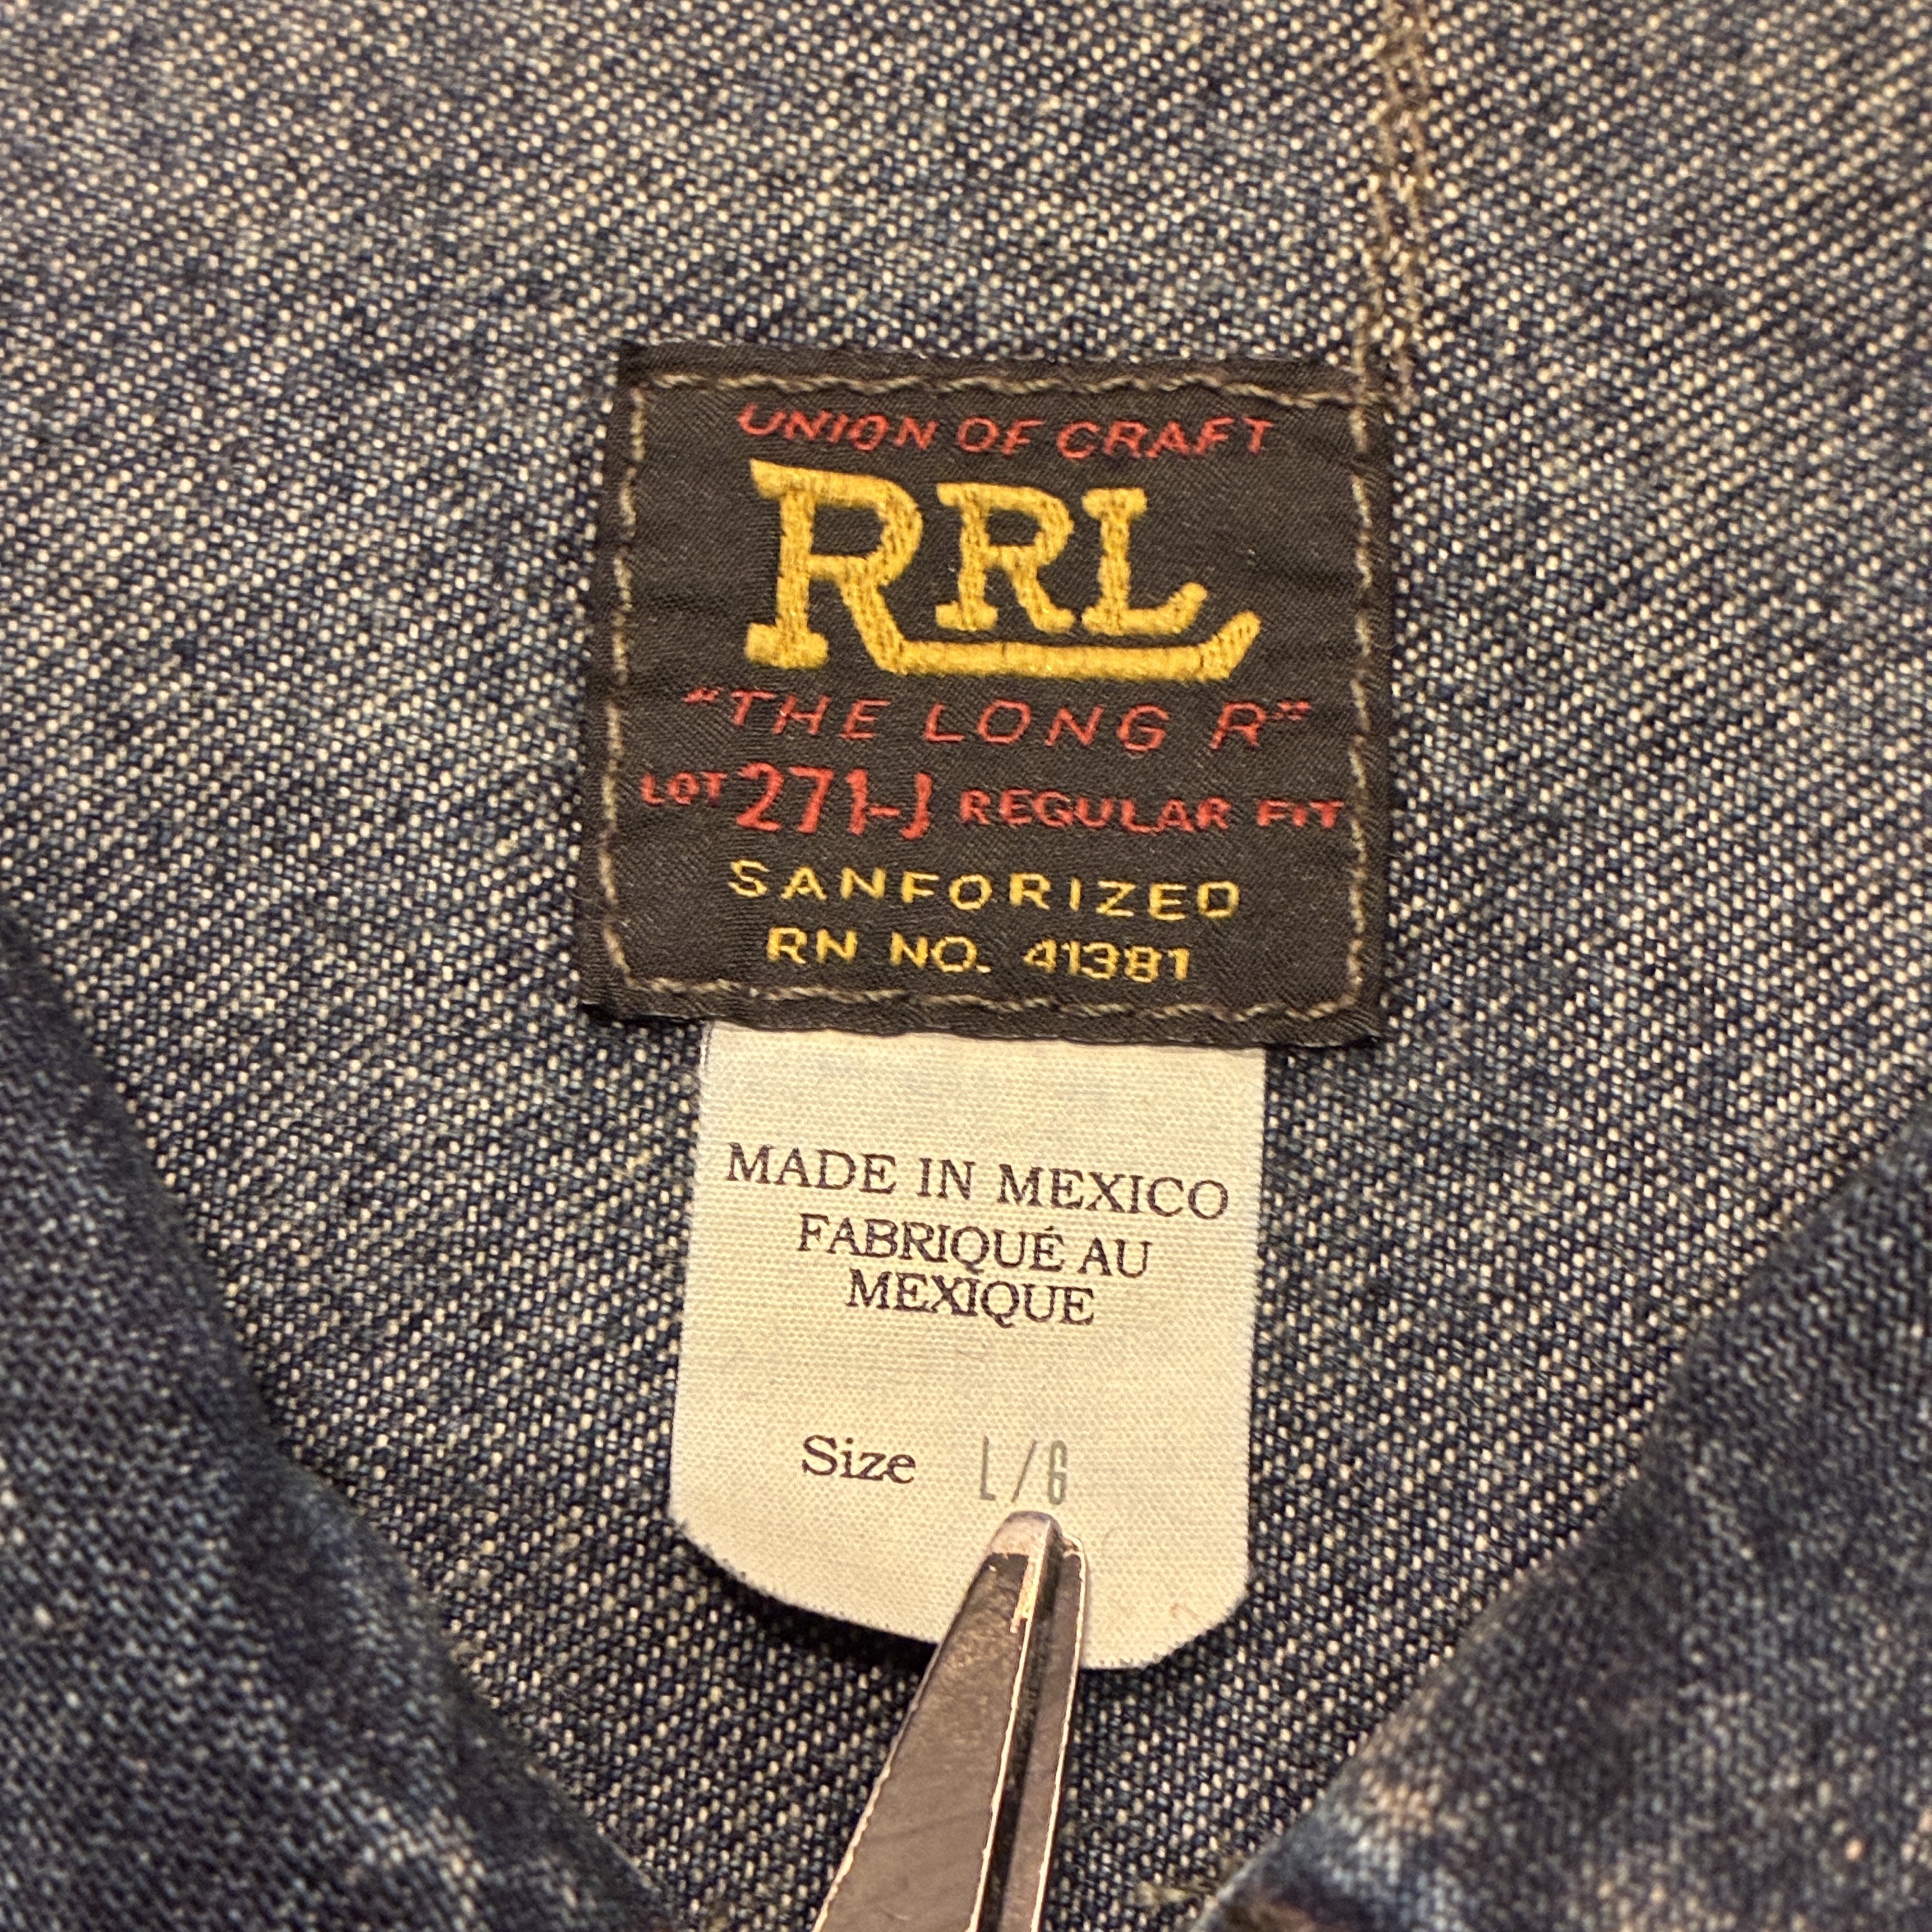 UNION OF CRAFT
RRL
"THE LONG R"
LOT 271-J REGULAR FIT
SANFORIZED
RN NO. 41381
MADE IN MEXICO
FABRIQUÉ AU
MEXIQUE
Size L/G